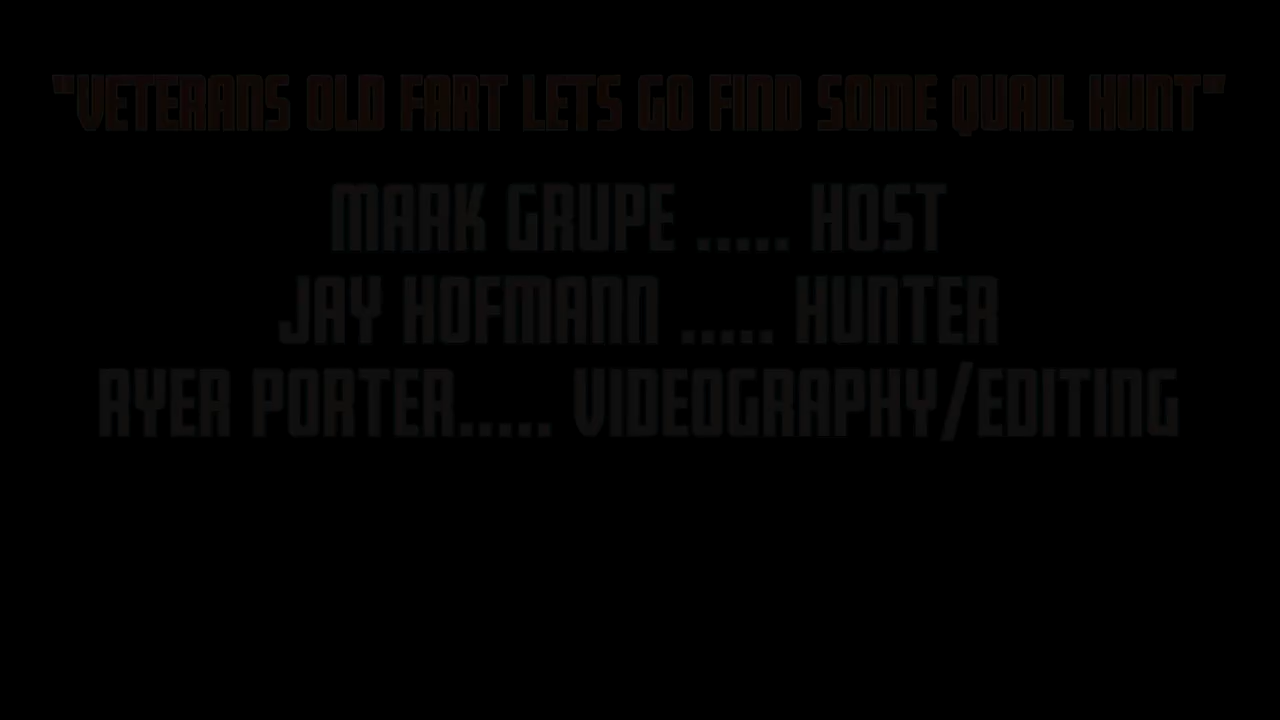 "VETERANS OLD FART LETS GO FIND SOME QUAIL HUNT"
MARK GRUPE ..... HOST
JAY HOFMANN ..... HUNTER
RYER PORTER..... VIDEOGRAPHY/EDITING